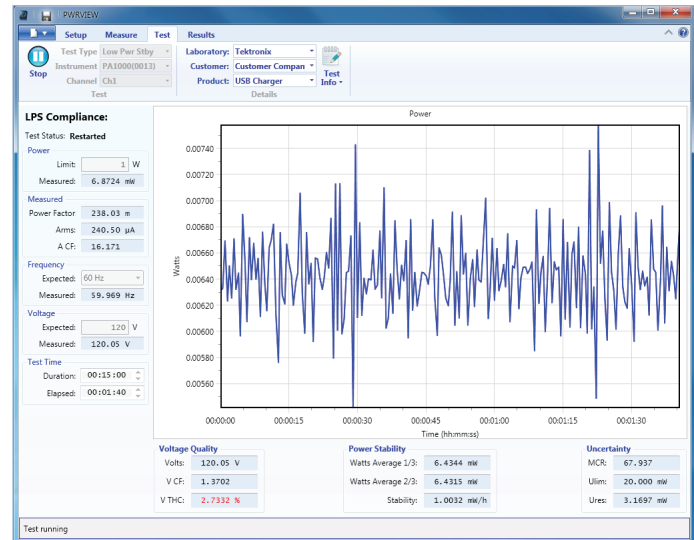 PWRVIEW
Setup Measure Test Results
Stop
Test Type Low Pwr Stby
Instrument PA1000(0013)
Channel Ch1
Test
Laboratory: Tektronix
Customer: Customer Compan
Product: USB Charger
Test Info
Details
LPS Compliance:
Test Status: Restarted
Power
Limit: 1 W
Measured: 6.8724 mW
Measured
Power Factor 238.03 m
Arms: 240.50 µA
A CF: 16.171
Frequency
Expected: 60 Hz
Measured: 59.969 Hz
Voltage
Expected: 120 V
Measured: 120.05 V
Test Time
Duration: 00:15:00
Elapsed: 00:01:40
Power
Watts
0.00740
0.00720
0.00700
0.00680
0.00660
0.00640
0.00620
0.00600
0.00580
0.00560
00:00:00 00:00:15 00:00:30 00:00:45 00:01:00 00:01:15 00:01:30
Time (hh:mm:ss)
Voltage Quality
Volts: 120.05 V
V CF: 1.3702
V THC: 2.7332 %
Power Stability
Watts Average 1/3: 6.4344 mW
Watts Average 2/3: 6.4315 mW
Stability: 1.0032 mW/h
Uncertainty
MCR: 67.937
Ulim: 20.000 mW
Ures: 3.1697 mW
Test running